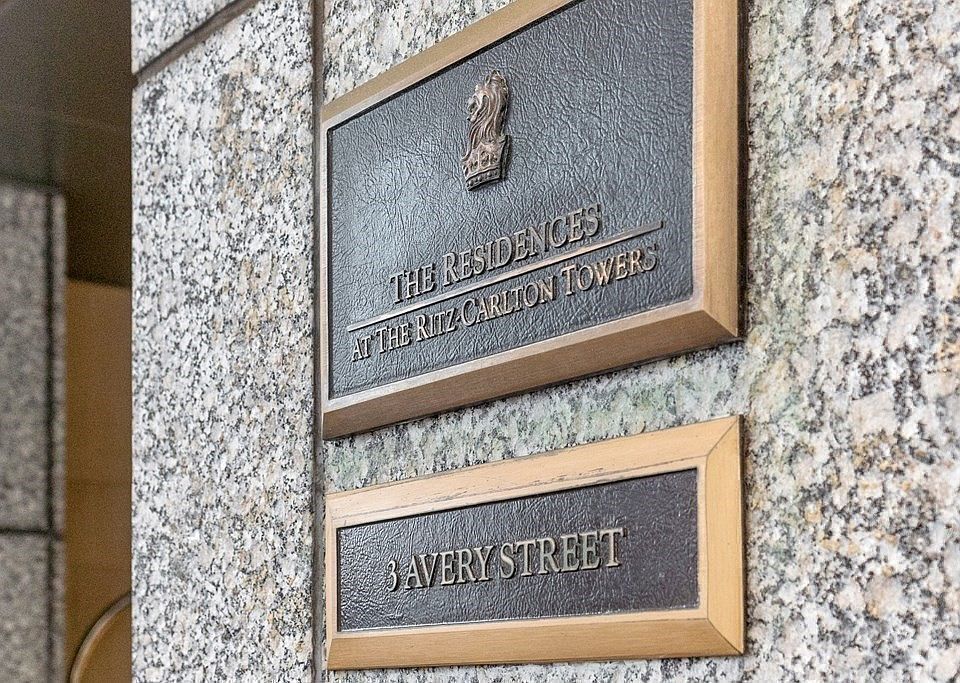 THE RESIDENCES
AT THE RITZ-CARLTON TOWERS
3 AVERY STREET